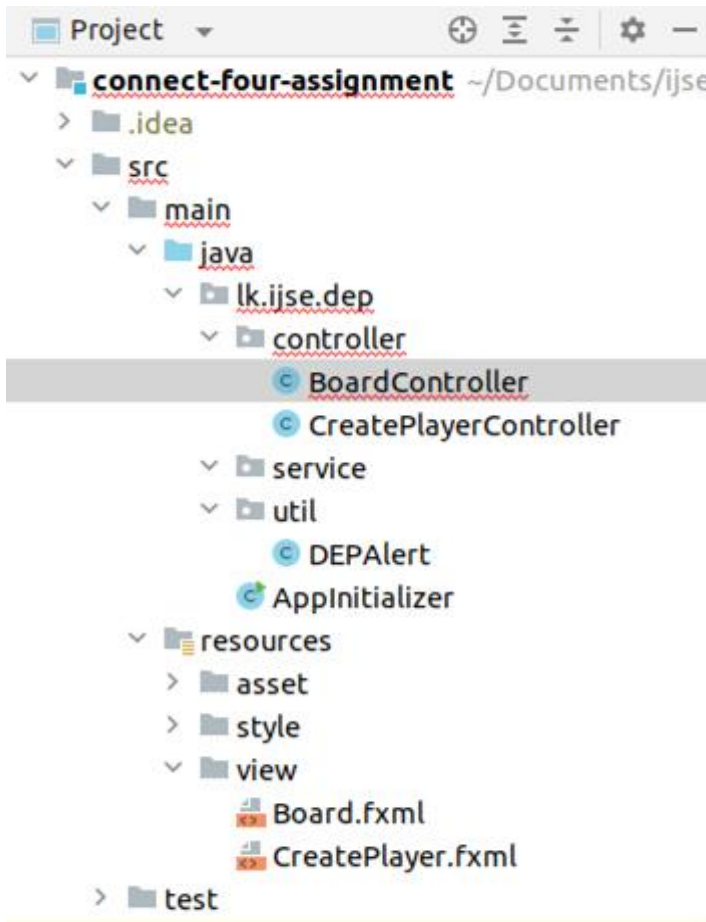 Project
connect-four-assignment ~/Documents/ijse
.idea
src
main
java
lk.ijse.dep
controller
BoardController
CreatePlayerController
service
util
DEPAlert
AppInitializer
resources
asset
style
view
Board.fxml
CreatePlayer.fxml
test